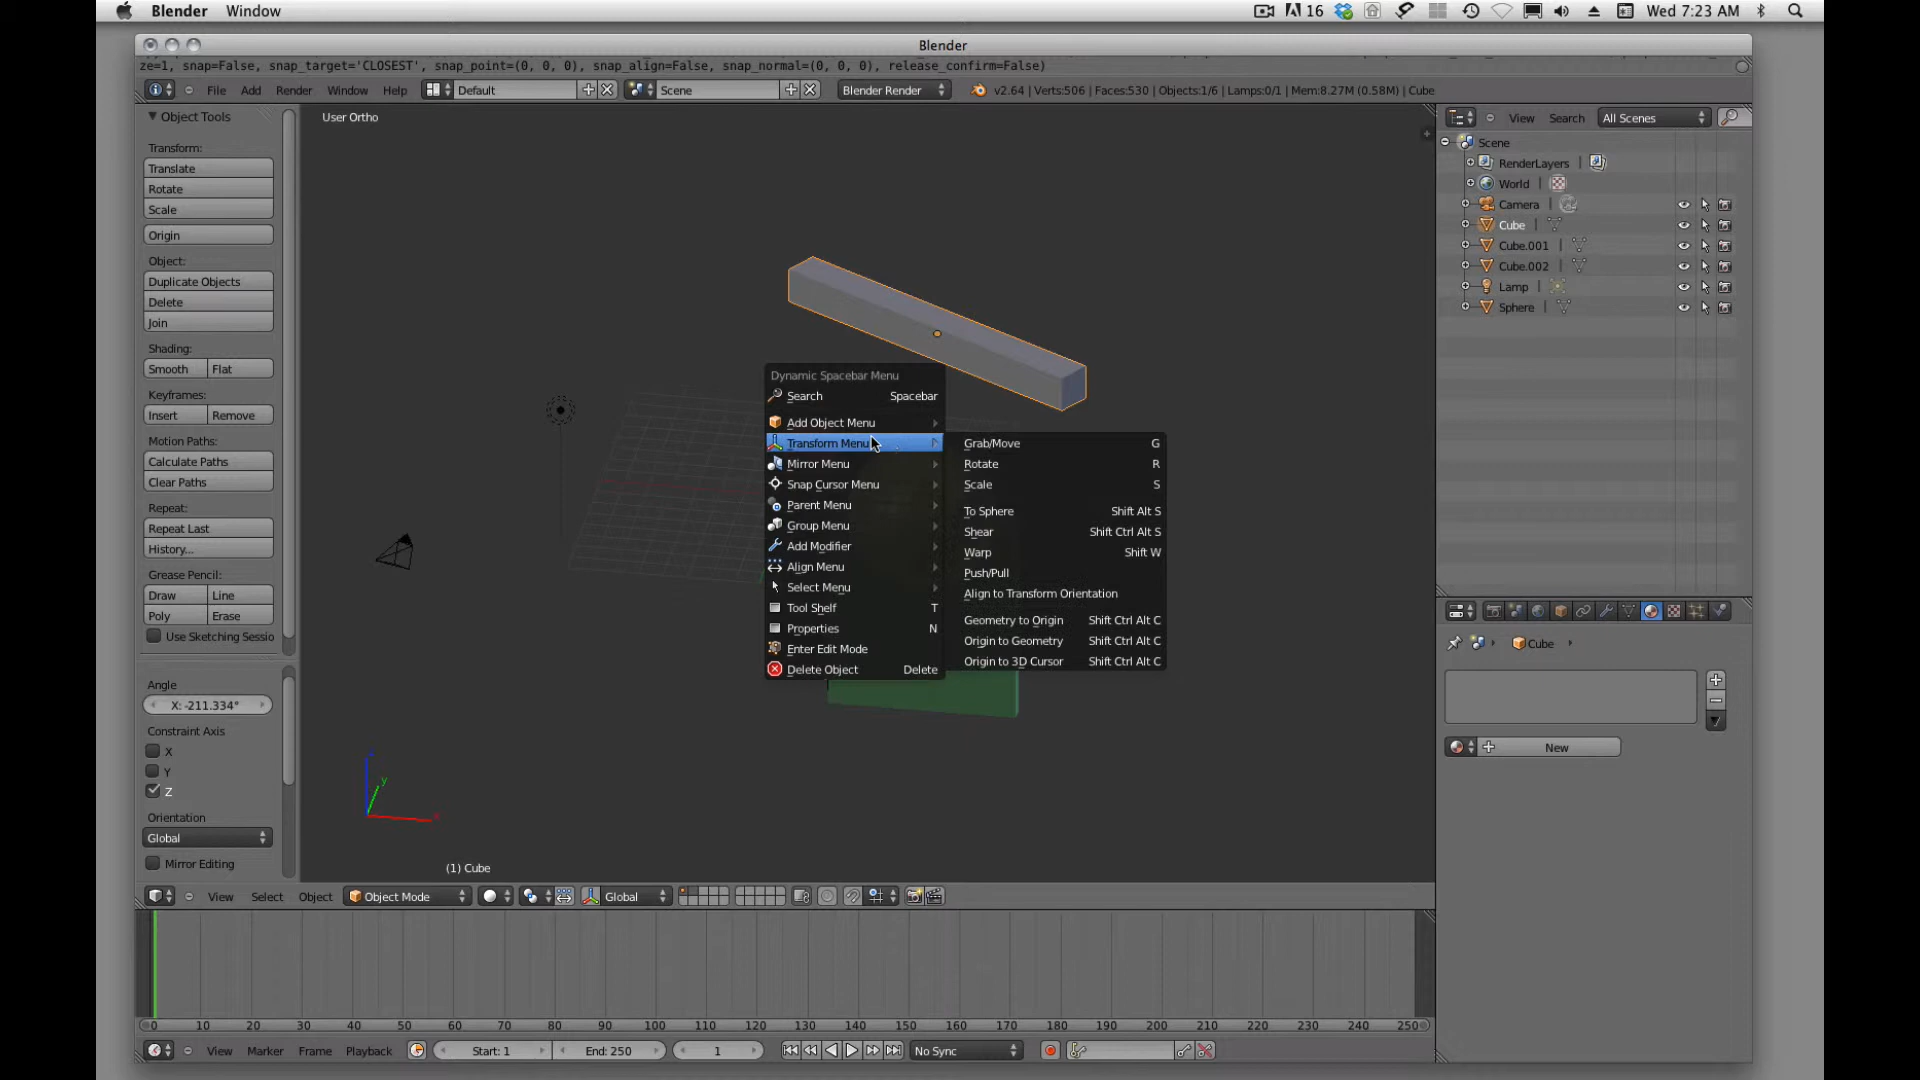 Blender Window 16 Wed 7:23 AM
Blender
ze=1, snap=False, snap_target='CLOSEST', snap_point=(0, 0, 0), snap_align=False, snap_normal=(0, 0, 0), release_confirm=False)
File Add Render Window Help Default Scene Blender Render v2.64 | Verts:506 | Faces:530 | Objects:1/6 | Lamps:0/1 | Mem:8.27M (0.58M) | Cube
Object Tools
Transform:
Translate
Rotate
Scale
Origin
Object:
Duplicate Objects
Delete
Join
Shading:
Smooth Flat
Keyframes:
Insert Remove
Motion Paths:
Calculate Paths
Clear Paths
Repeat:
Repeat Last
History...
Grease Pencil:
Draw Line
Poly Erase
Use Sketching Sessio
Angle
X: -211.334°
Constraint Axis
X
Y
Z
Orientation
Global
Mirror Editing
User Ortho
Dynamic Spacebar Menu
Search Spacebar
Add Object Menu
Transform Menu
Mirror Menu
Snap Cursor Menu
Parent Menu
Group Menu
Add Modifier
Align Menu
Select Menu
Tool Shelf T
Properties N
Enter Edit Mode
Delete Object Delete
Grab/Move G
Rotate R
Scale S
To Sphere Shift Alt S
Shear Shift Ctrl Alt S
Warp Shift W
Push/Pull
Align to Transform Orientation
Geometry to Origin Shift Ctrl Alt C
Origin to Geometry Shift Ctrl Alt C
Origin to 3D Cursor Shift Ctrl Alt C
y
x
(1) Cube
View Select Object Object Mode Global
View Search All Scenes
Scene
RenderLayers |
World |
Camera |
Cube |
Cube.001 |
Cube.002 |
Lamp |
Sphere |
Cube
New
0 10 20 30 40 50 60 70 80 90 100 110 120 130 140 150 160 170 180 190 200 210 220 230 240 250
View Marker Frame Playback Start: 1 End: 250 1 No Sync